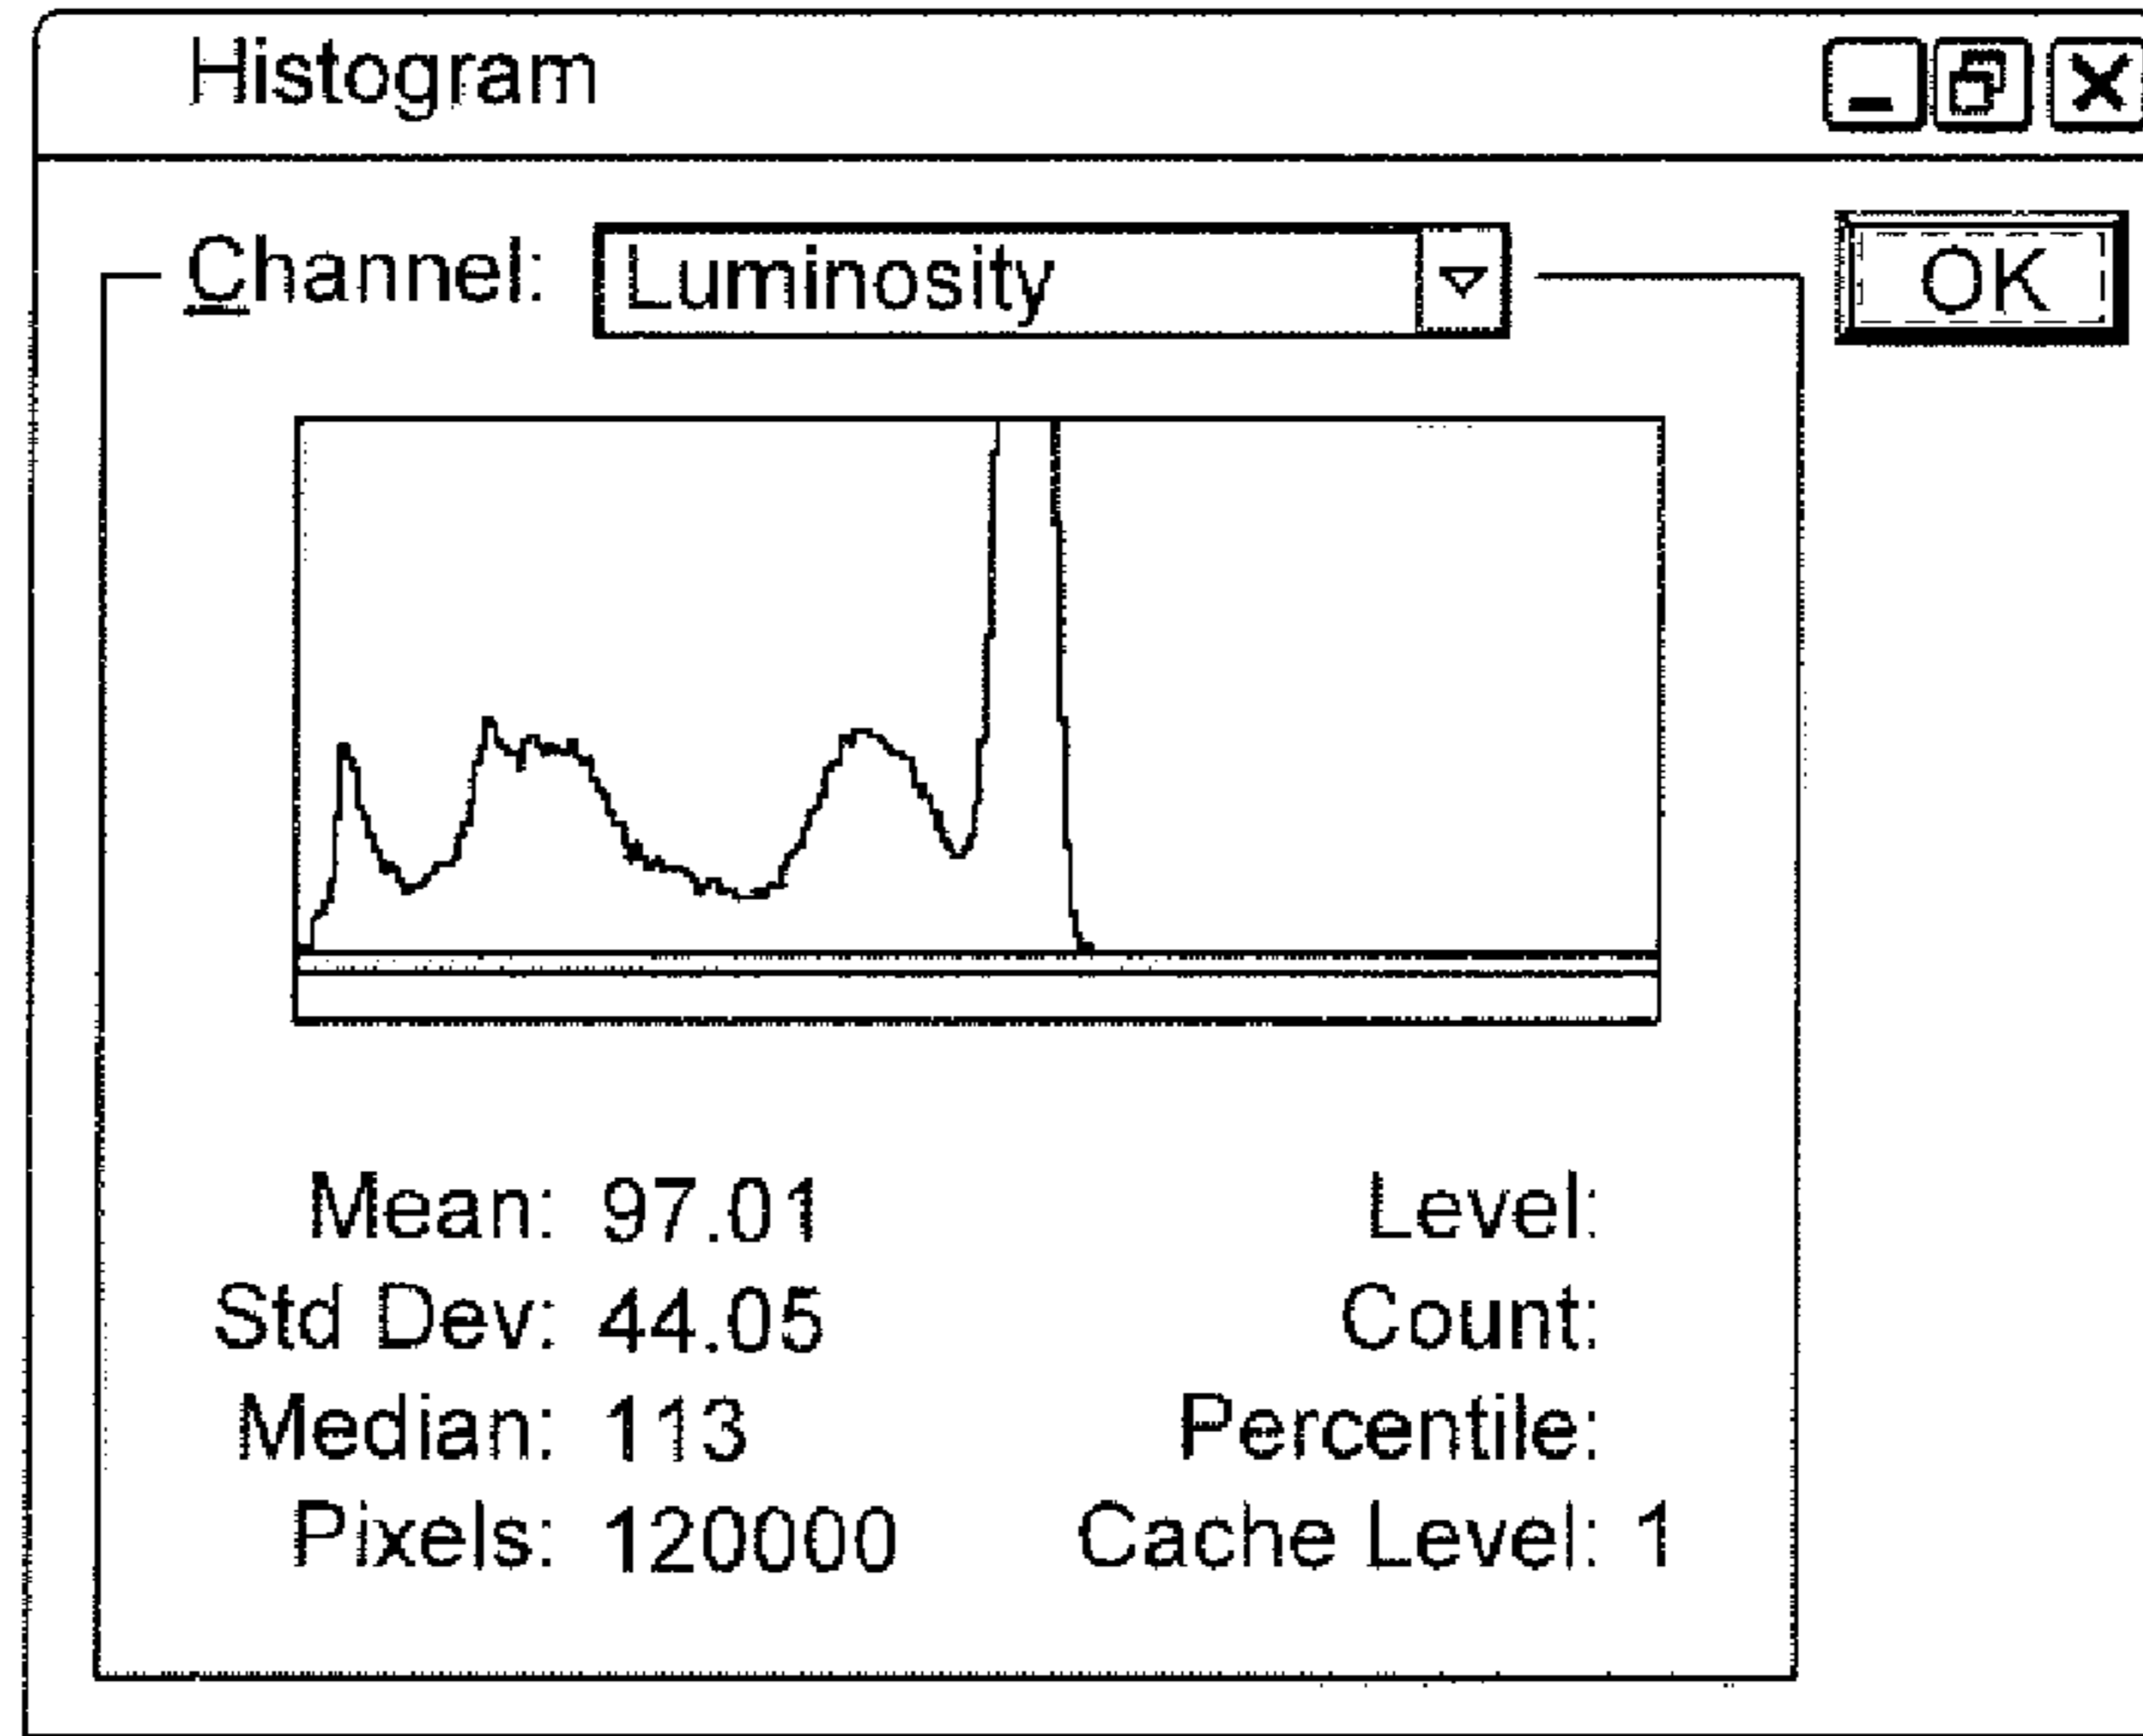 Histogram
Channel: Luminosity
OK
Mean: 97.01 Level:
Std Dev: 44.05 Count:
Median: 113 Percentile:
Pixels: 120000 Cache Level: 1